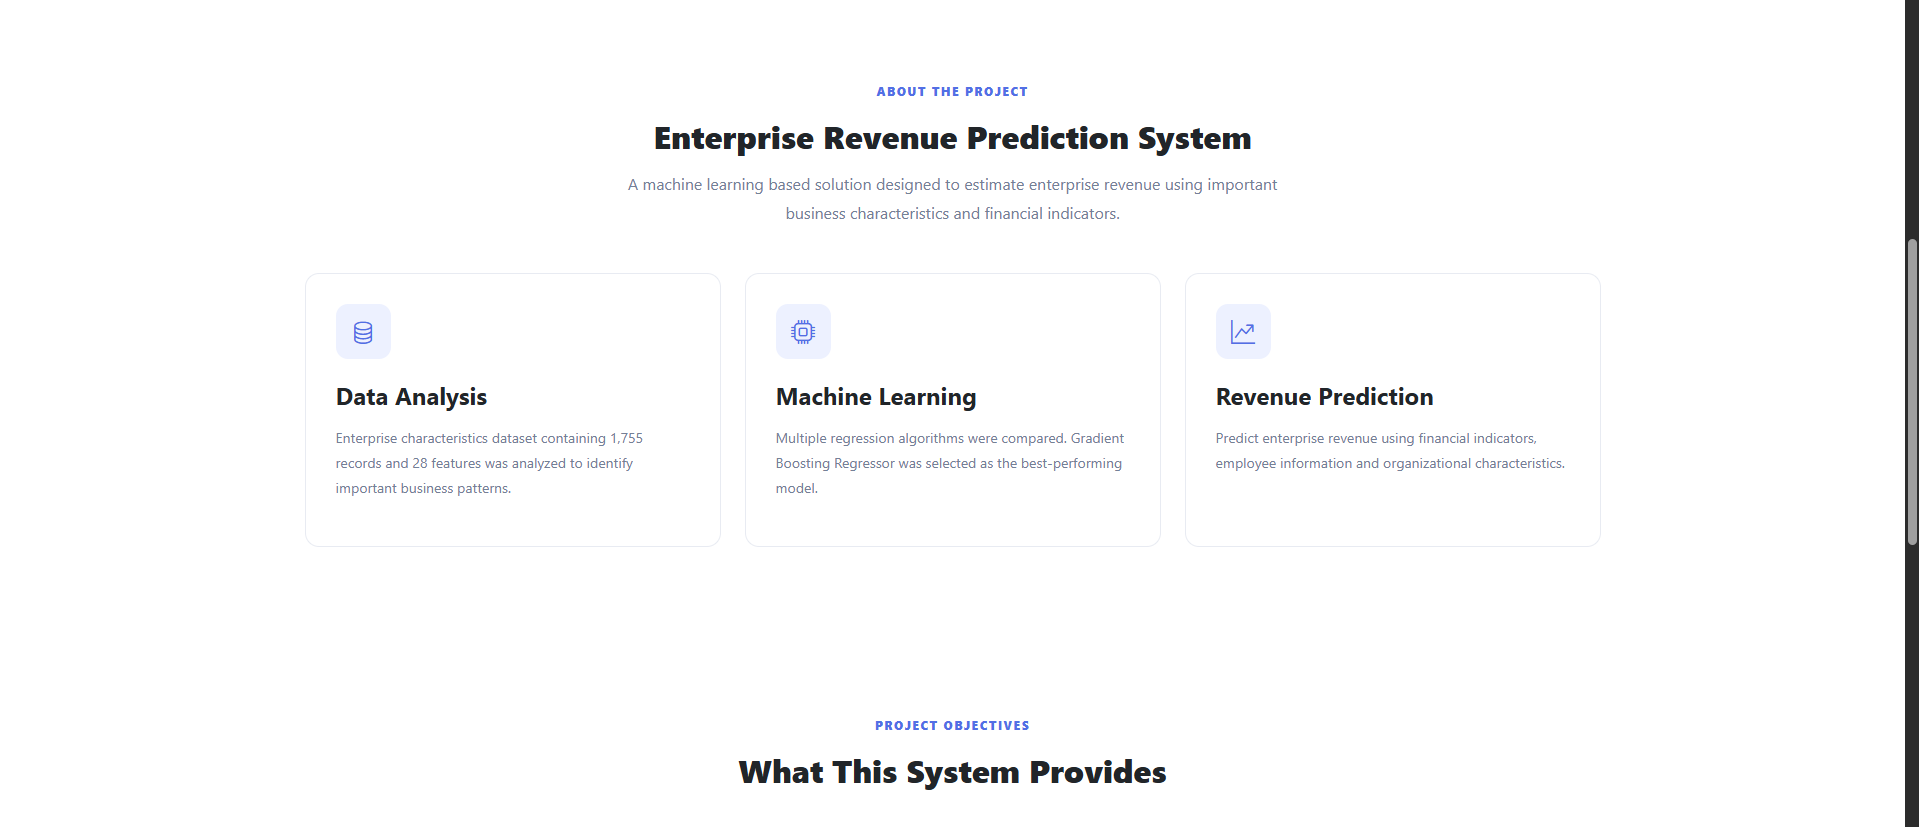 ABOUT THE PROJECT
Enterprise Revenue Prediction System
A machine learning based solution designed to estimate enterprise revenue using important
business characteristics and financial indicators.
Data Analysis
Enterprise characteristics dataset containing 1,755
records and 28 features was analyzed to identify
important business patterns.
Machine Learning
Multiple regression algorithms were compared. Gradient
Boosting Regressor was selected as the best-performing
model.
Revenue Prediction
Predict enterprise revenue using financial indicators,
employee information and organizational characteristics.
PROJECT OBJECTIVES
What This System Provides